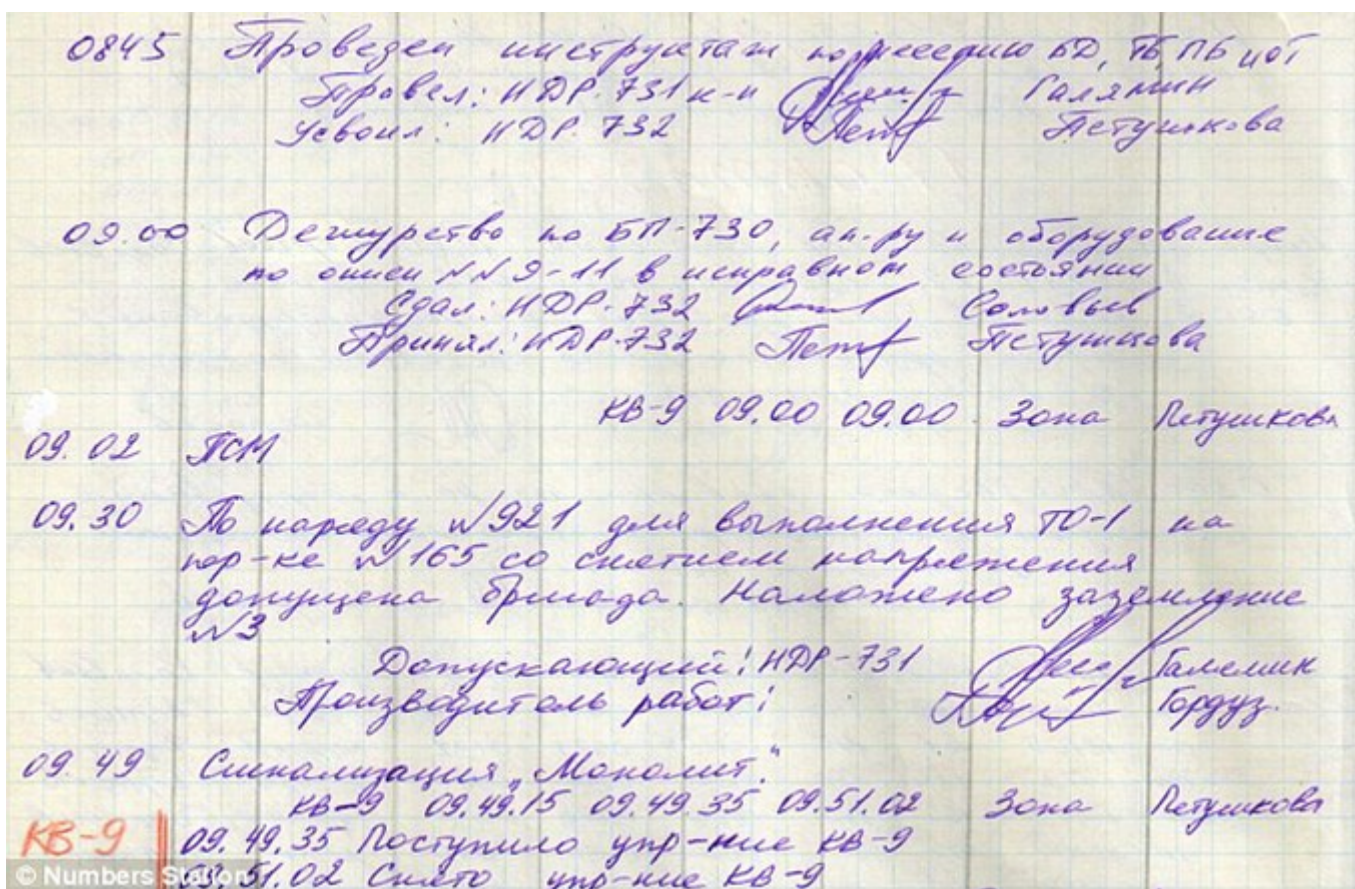 0845 Проведен инструктаж по несению БД, ТБ, ПБ и ОТ
Провел: НДР-731 к-н Галямин
Усвоил: НДР 732 Петушкова
09.00 Дежурство по БП-730, ап-ру и оборудование
по описи №№ 9-11 в исправном состоянии
Сдал: НДР-732 Соловьев
Принял: НДР-732 Петушкова
КВ-9 09.00 09.00 Зона Петушкова
09.02 ПСМ
09.30 По наряду №921 для выполнения ТО-1 на
пер-ке №165 со снятием напряжения
допущена бригада. Наложено заземление
№3
Допускающий: НДР-731 Галямин
Производитель работ: Гордуз.
09.49 Сигнализация „Монолит".
КВ-9 09.49.15 09.49.35 09.51.02 Зона Петушкова
КВ-9 09.49.35 Поступило упр-ние КВ-9
09.51.02 Снято упр-ние КВ-9
© Numbers Station